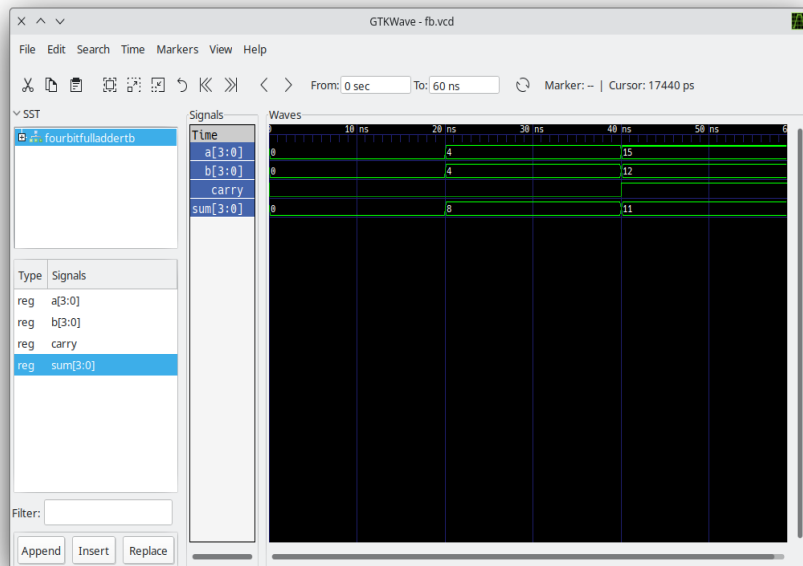 GTKWave - fb.vcd
File Edit Search Time Markers View Help
From: 0 sec To: 60 ns Marker: -- | Cursor: 17440 ps
SST
fourbitfulladdertb
Type Signals
reg a[3:0]
reg b[3:0]
reg carry
reg sum[3:0]
Filter:
Append Insert Replace
Signals
Time
a[3:0]
b[3:0]
carry
sum[3:0]
Waves
0 10 ns 20 ns 30 ns 40 ns 50 ns 6
0 4 15
0 4 12
0 8 11